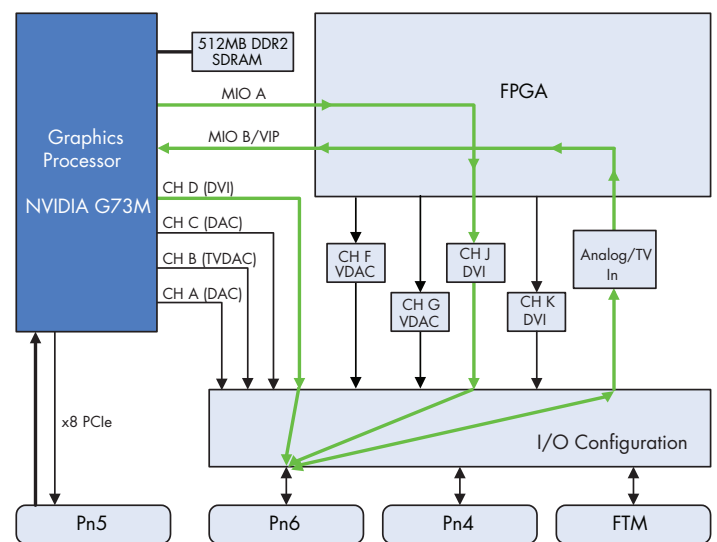 512MB DDR2
SDRAM
MIO A
FPGA
Graphics
Processor
NVIDIA G73M
MIO B/VIP
CH D (DVI)
CH C (DAC)
CH B (TVDAC)
CH A (DAC)
CH F
VDAC
CH G
VDAC
CH J
DVI
CH K
DVI
Analog/TV
In
x8 PCIe
I/O Configuration
Pn5
Pn6
Pn4
FTM